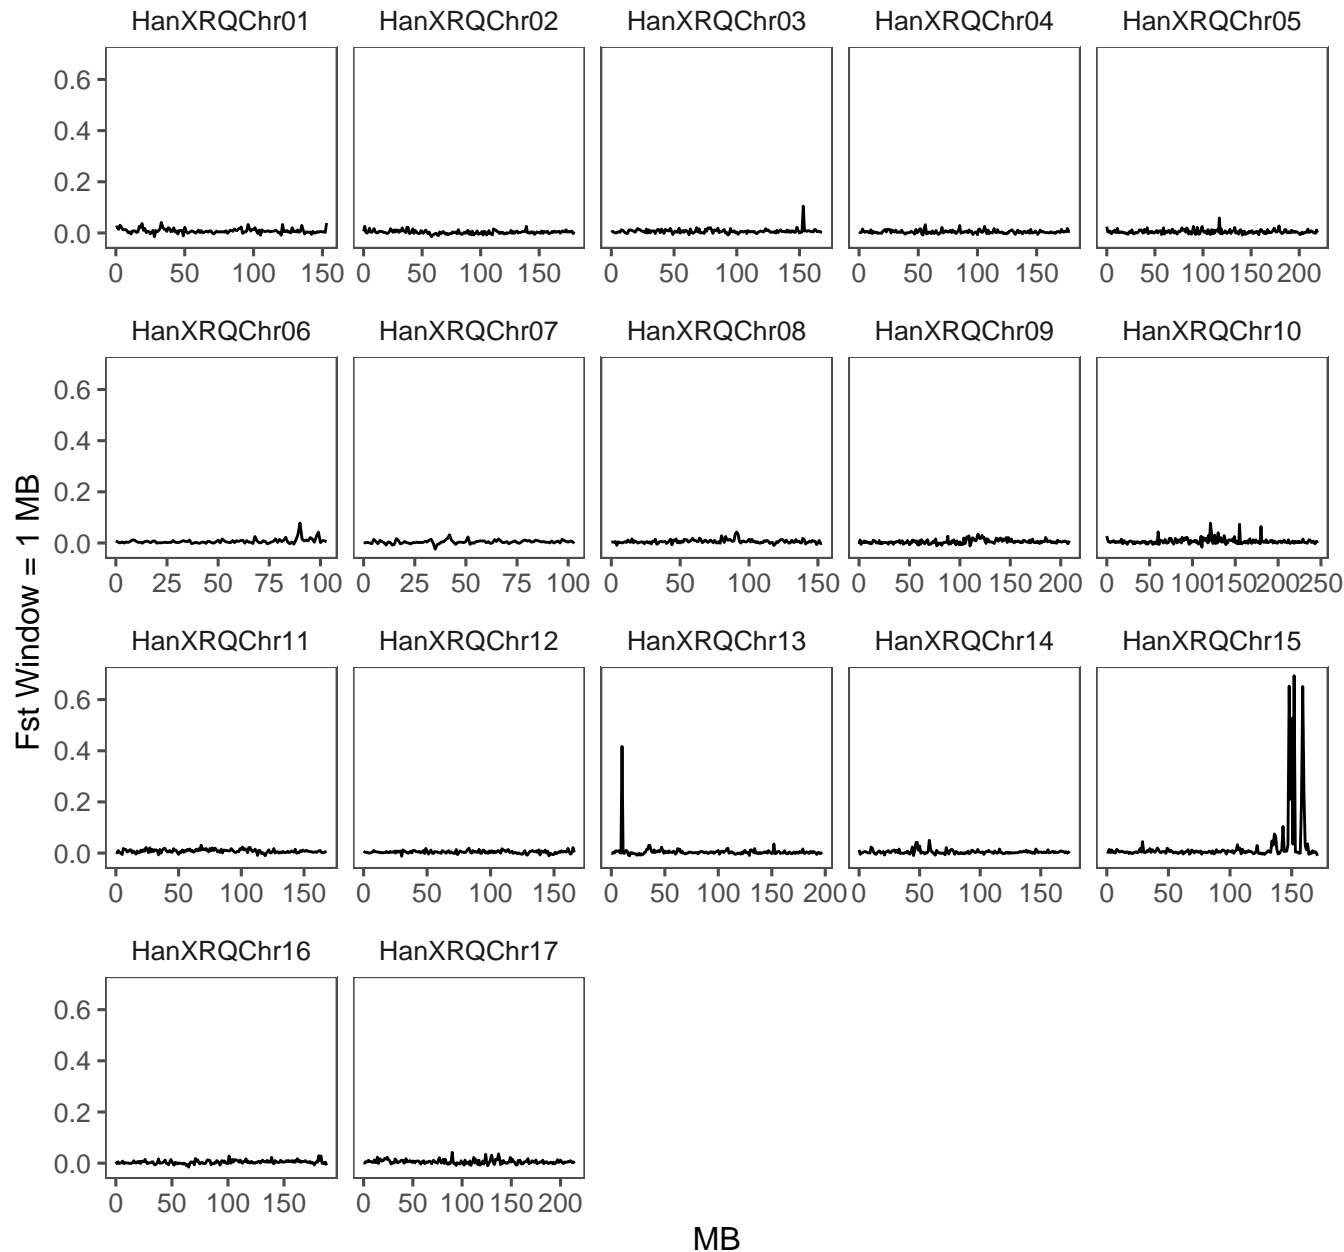 HanXRQChr01 HanXRQChr02 HanXRQChr03 HanXRQChr04 HanXRQChr05
0.6
0.4
0.2
0.0
0 50 100 150 0 50 100 150 0 50 100 150 0 50 100 150 0 50 100 150 200
HanXRQChr06 HanXRQChr07 HanXRQChr08 HanXRQChr09 HanXRQChr10
0.6
0.4
0.2
0.0
0 25 50 75 100 0 25 50 75 100 0 50 100 150 0 50 100 150 200 0 50 100 150 200 250
Fst Window = 1 MB
HanXRQChr11 HanXRQChr12 HanXRQChr13 HanXRQChr14 HanXRQChr15
0.6
0.4
0.2
0.0
0 50 100 150 0 50 100 150 0 50 100 150 200 0 50 100 150 0 50 100 150
HanXRQChr16 HanXRQChr17
0.6
0.4
0.2
0.0
0 50 100 150 0 50 100 150 200
MB